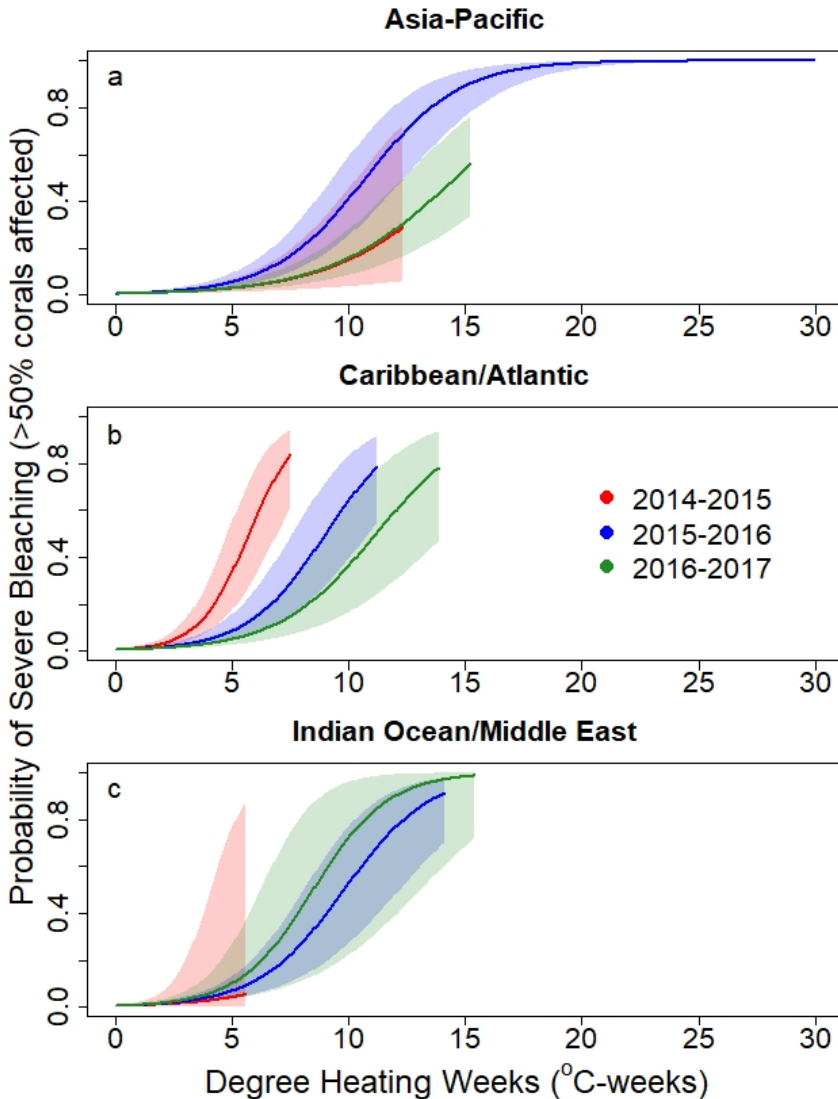 Asia-Pacific
a
0.0 0.4 0.8
0 5 10 15 20 25 30
Caribbean/Atlantic
b
2014-2015
2015-2016
2016-2017
0.0 0.4 0.8
0 5 10 15 20 25 30
Indian Ocean/Middle East
c
0.0 0.4 0.8
0 5 10 15 20 25 30
Probability of Severe Bleaching (>50% corals affected)
Degree Heating Weeks (°C-weeks)